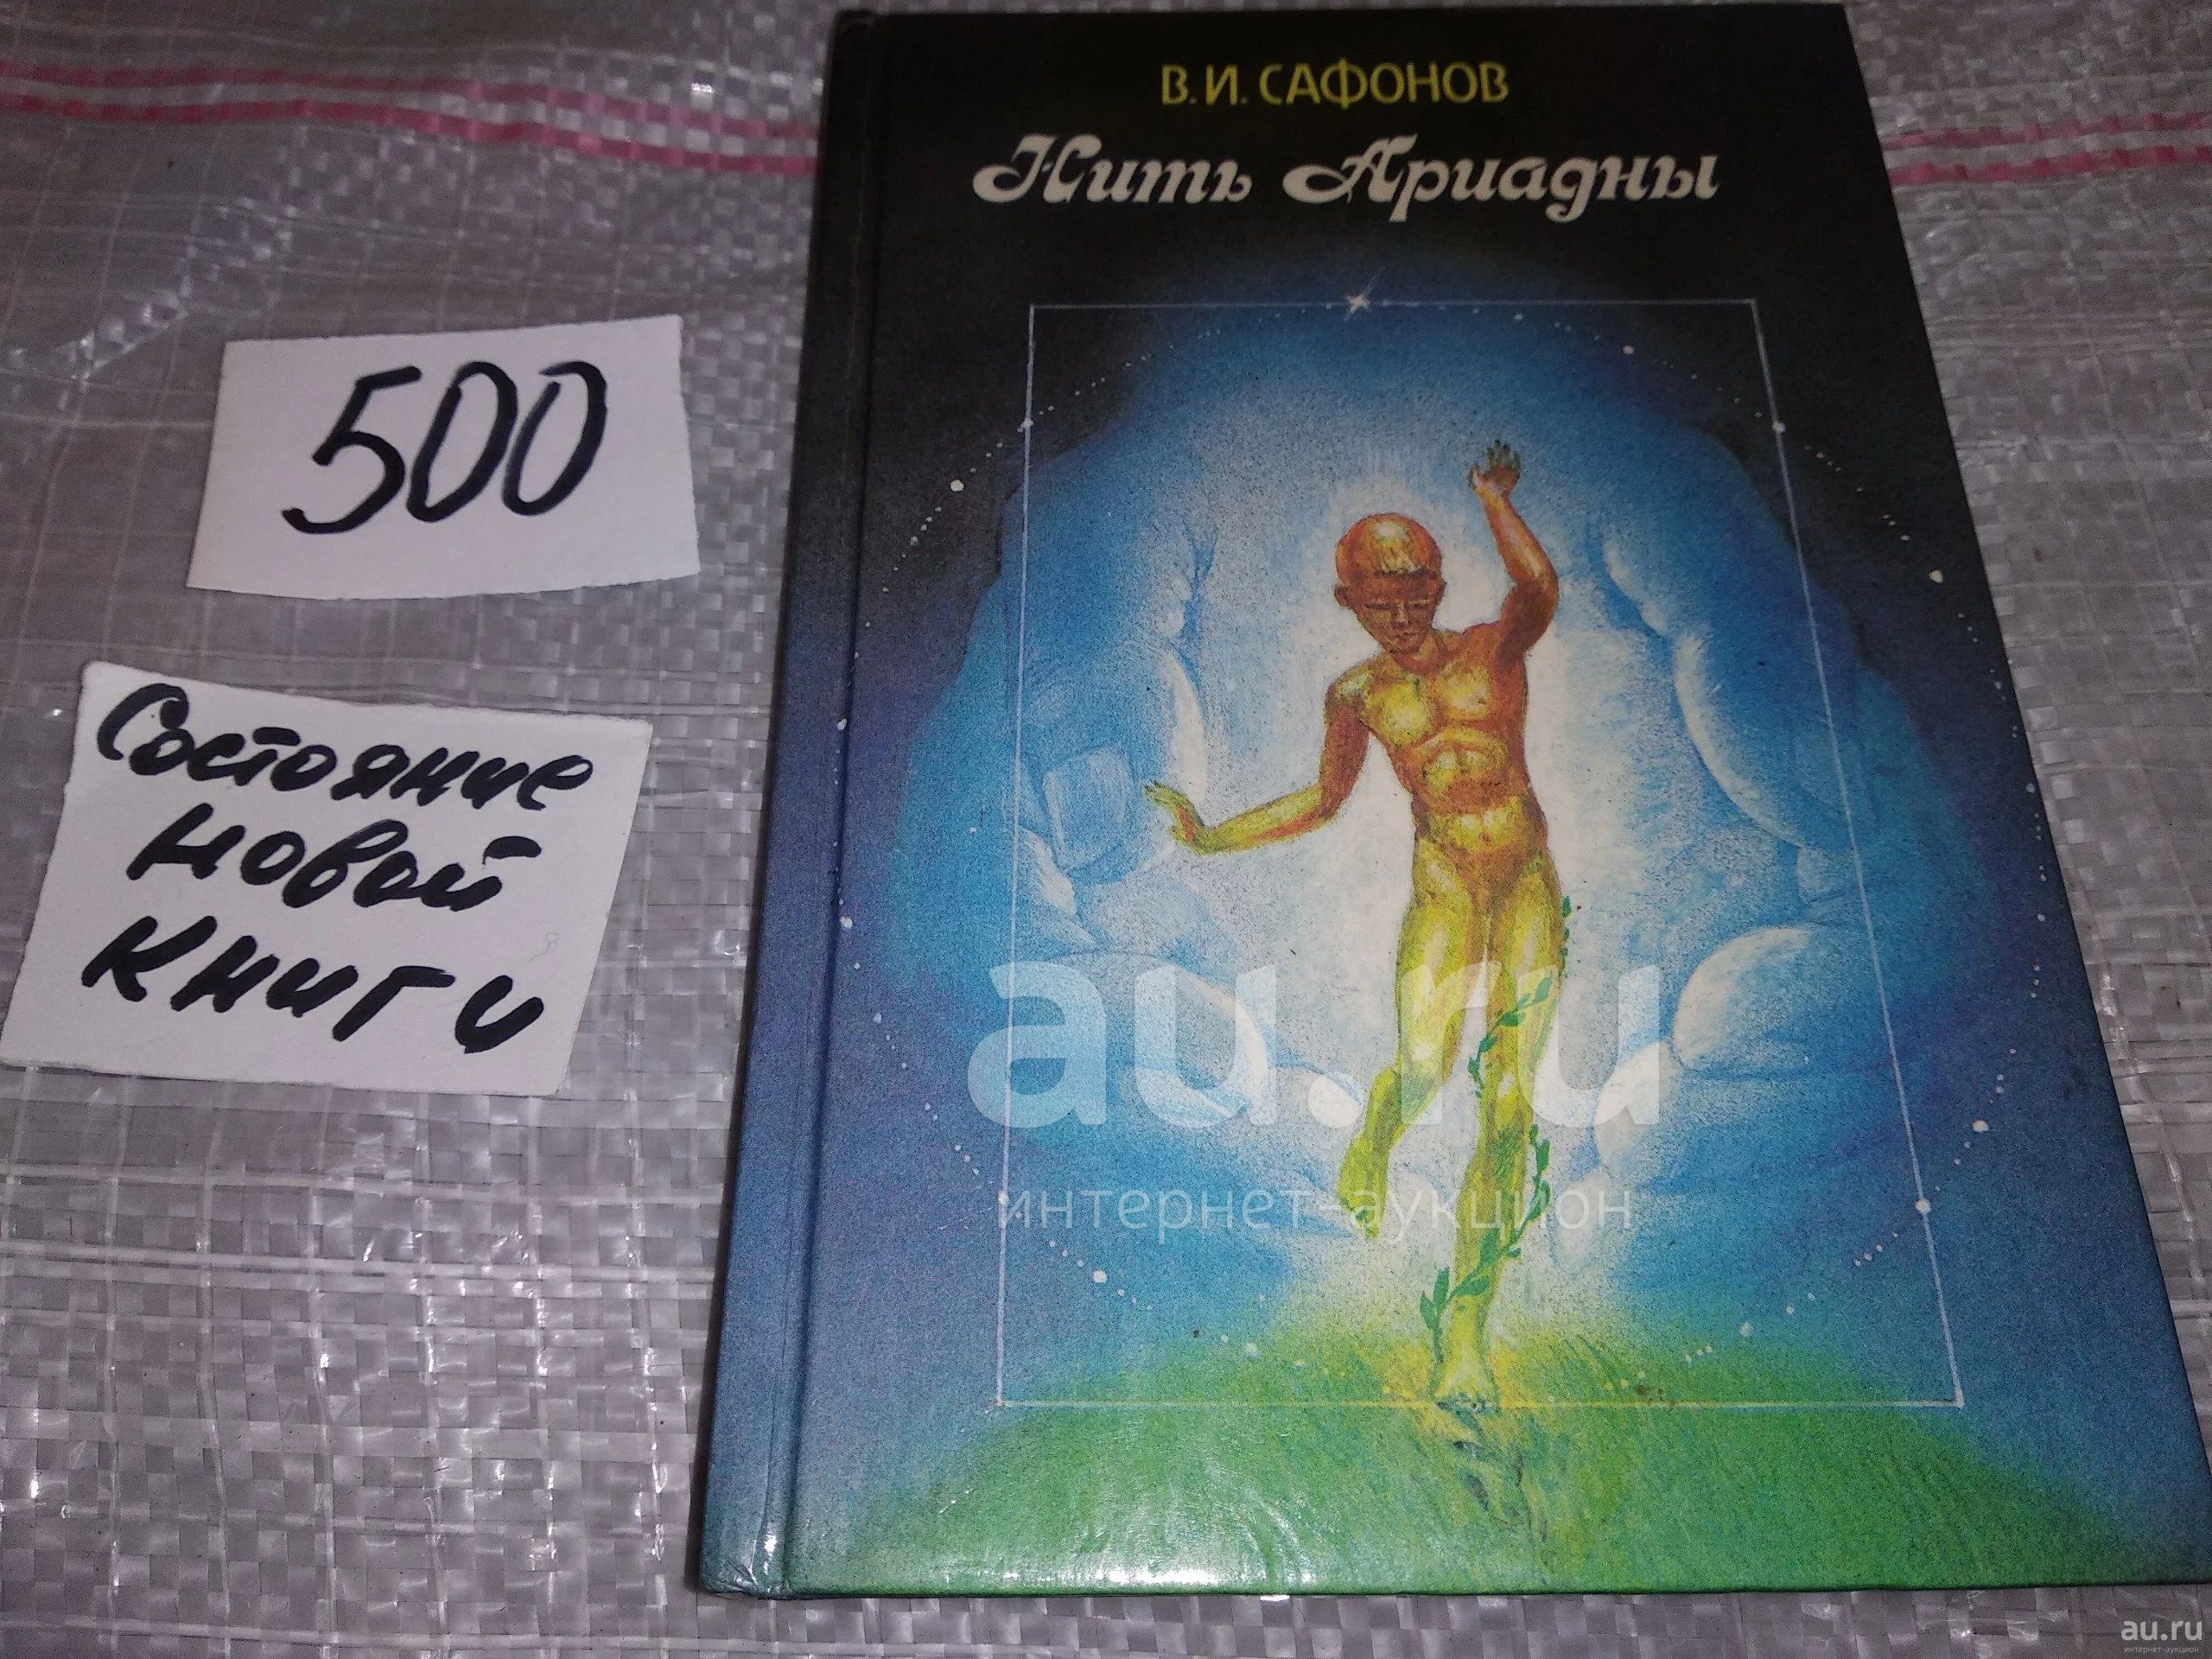 В.И. САФОНОВ
Нить Ариадны
500
Состояние
новой
книги
au.ru
интернет-аукцион
au.ru
интернет-аукцион